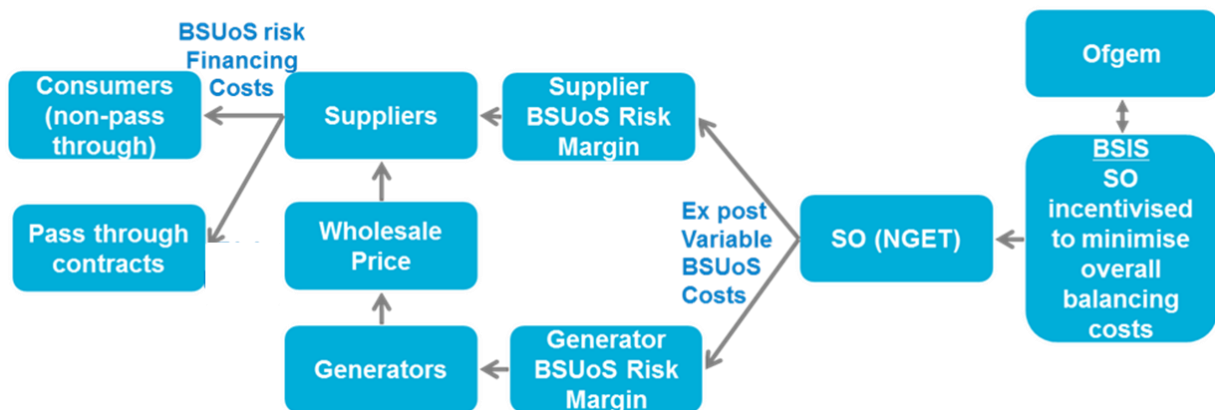 BSUoS risk
Financing
Costs
Consumers
(non-pass
through)
Suppliers
Supplier
BSUoS Risk
Margin
Ofgem
Pass through
contracts
Wholesale
Price
Ex post
Variable
BSUoS
Costs
SO (NGET)
BSIS
SO
incentivised
to minimise
overall
balancing
costs
Generators
Generator
BSUoS Risk
Margin